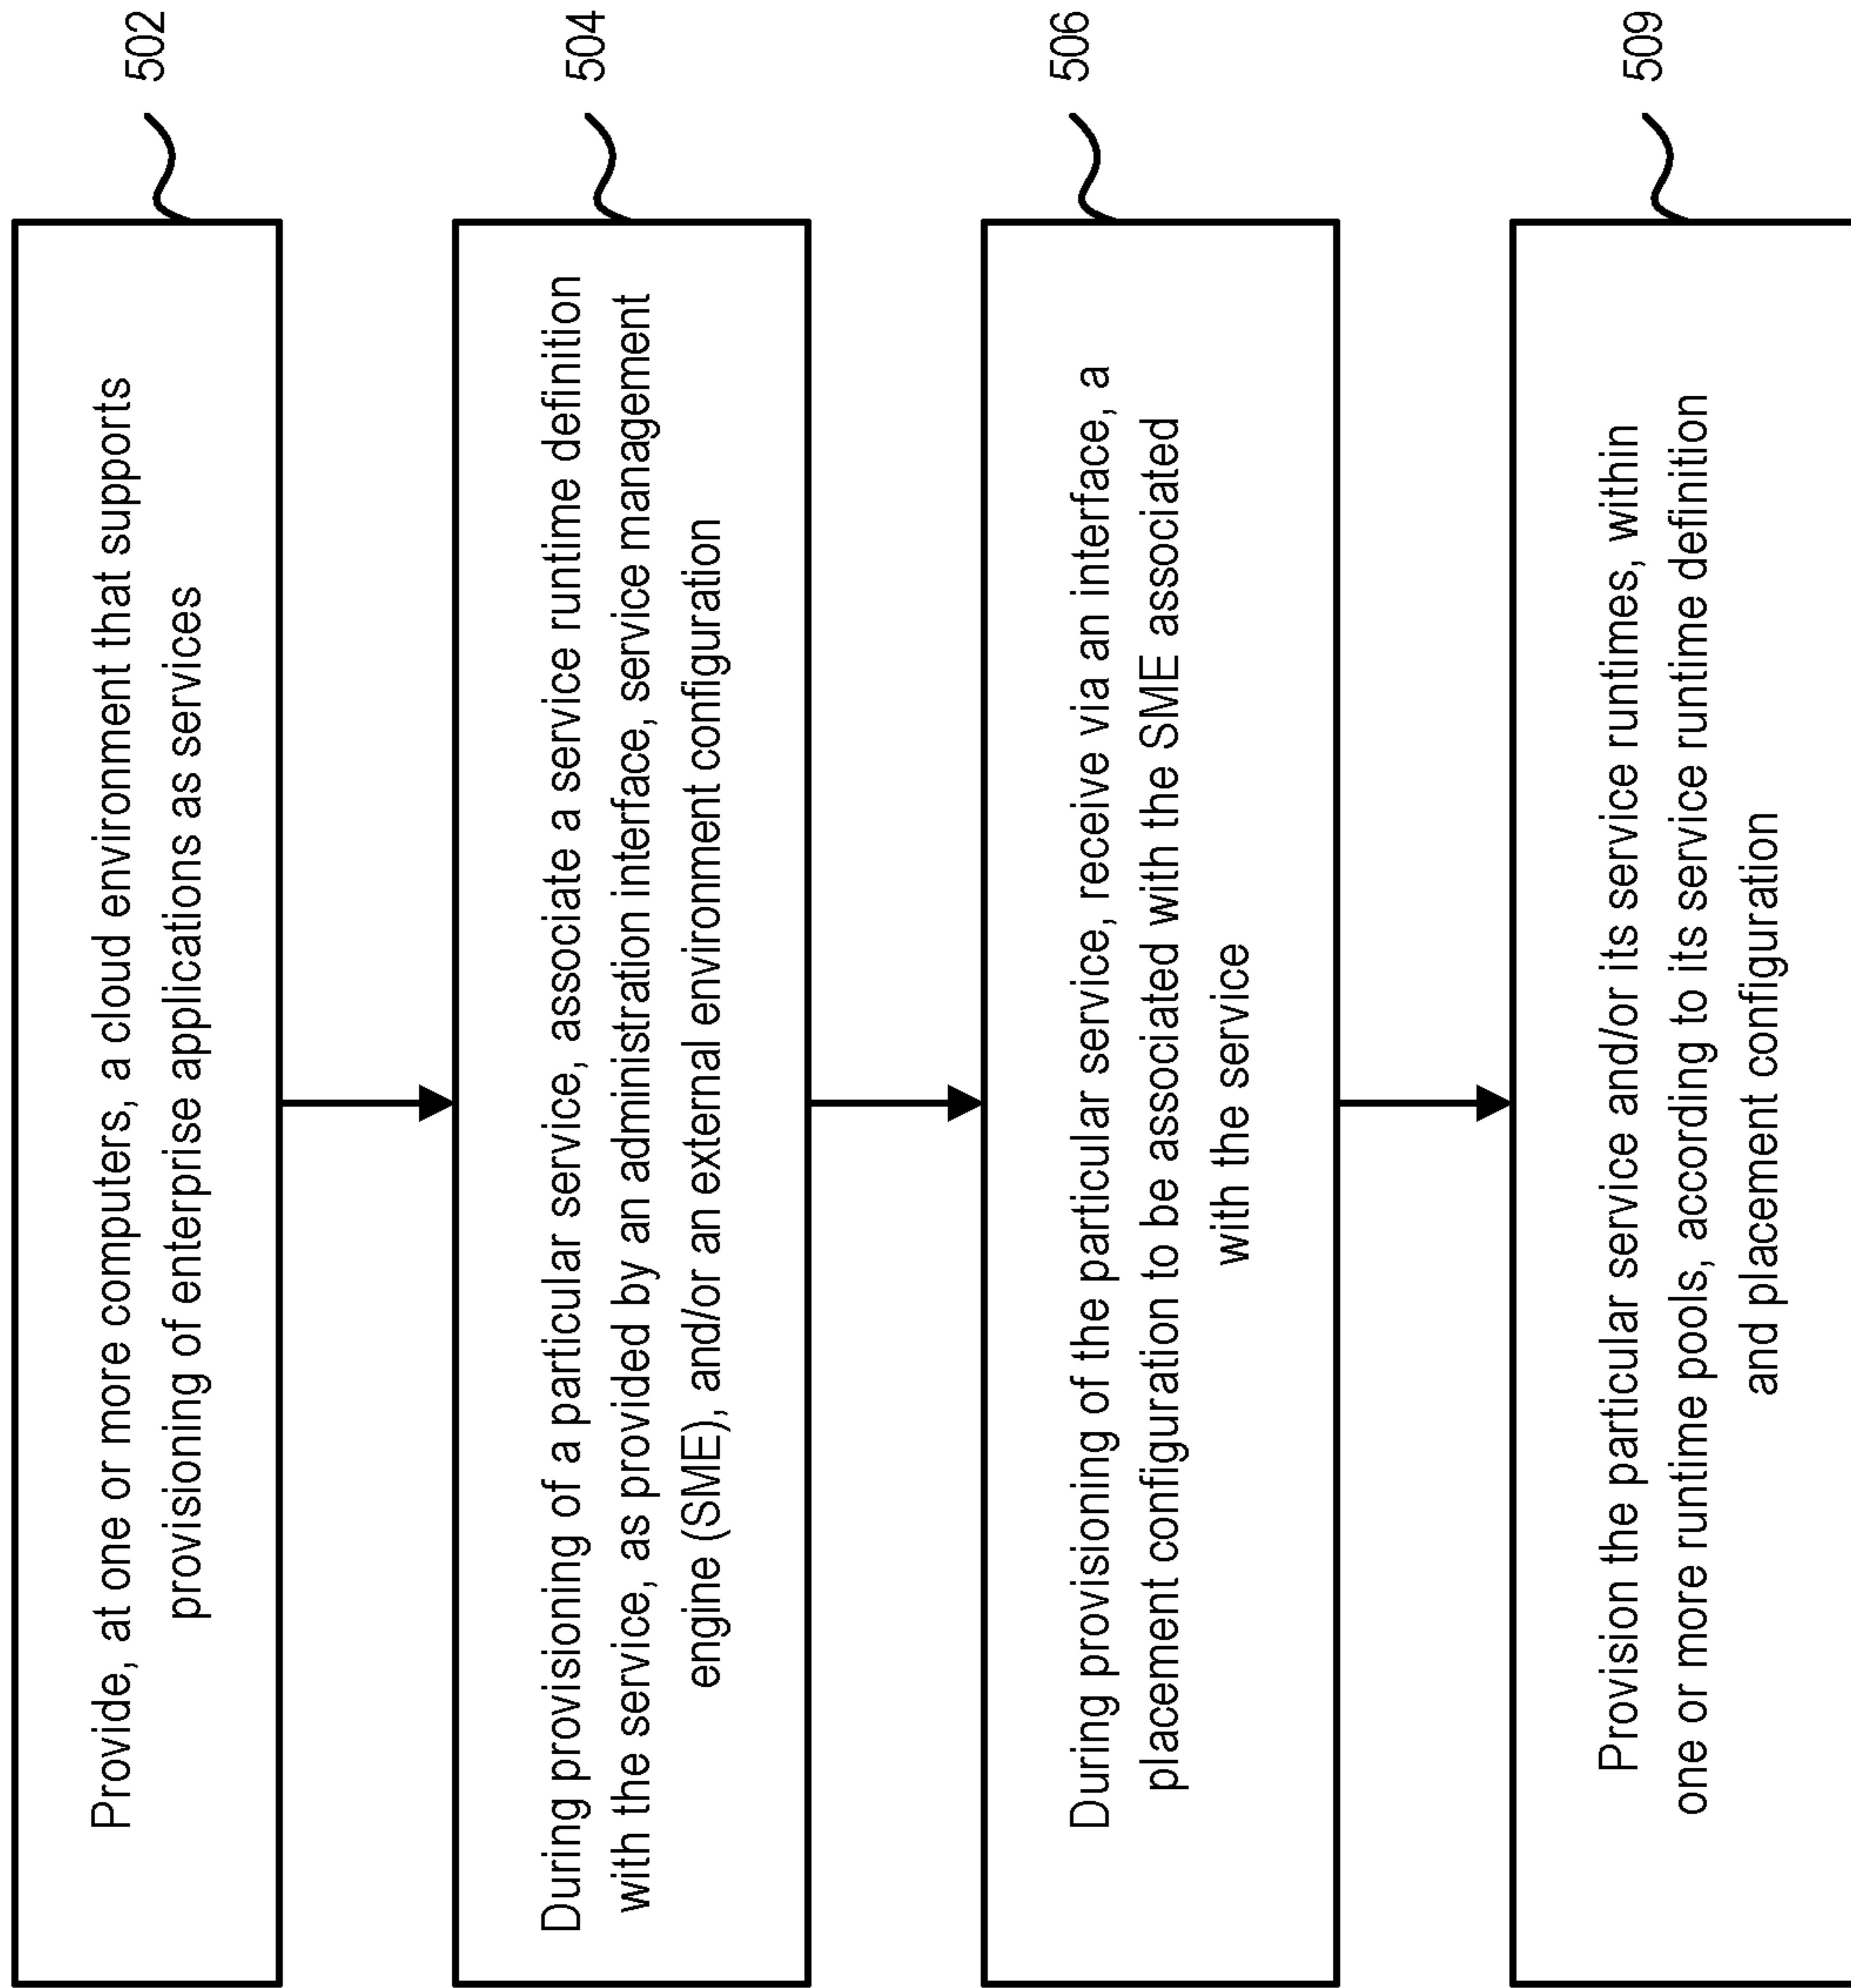 Provide, at one or more computers, a cloud environment that supports
provisioning of enterprise applications as services
502
During provisioning of a particular service, associate a service runtime definition
with the service, as provided by an administration interface, service management
engine (SME), and/or an external environment configuration
504
During provisioning of the particular service, receive via an interface, a
placement configuration to be associated with the SME associated
with the service
506
Provision the particular service and/or its service runtimes, within
one or more runtime pools, according to its service runtime definition
and placement configuration
509